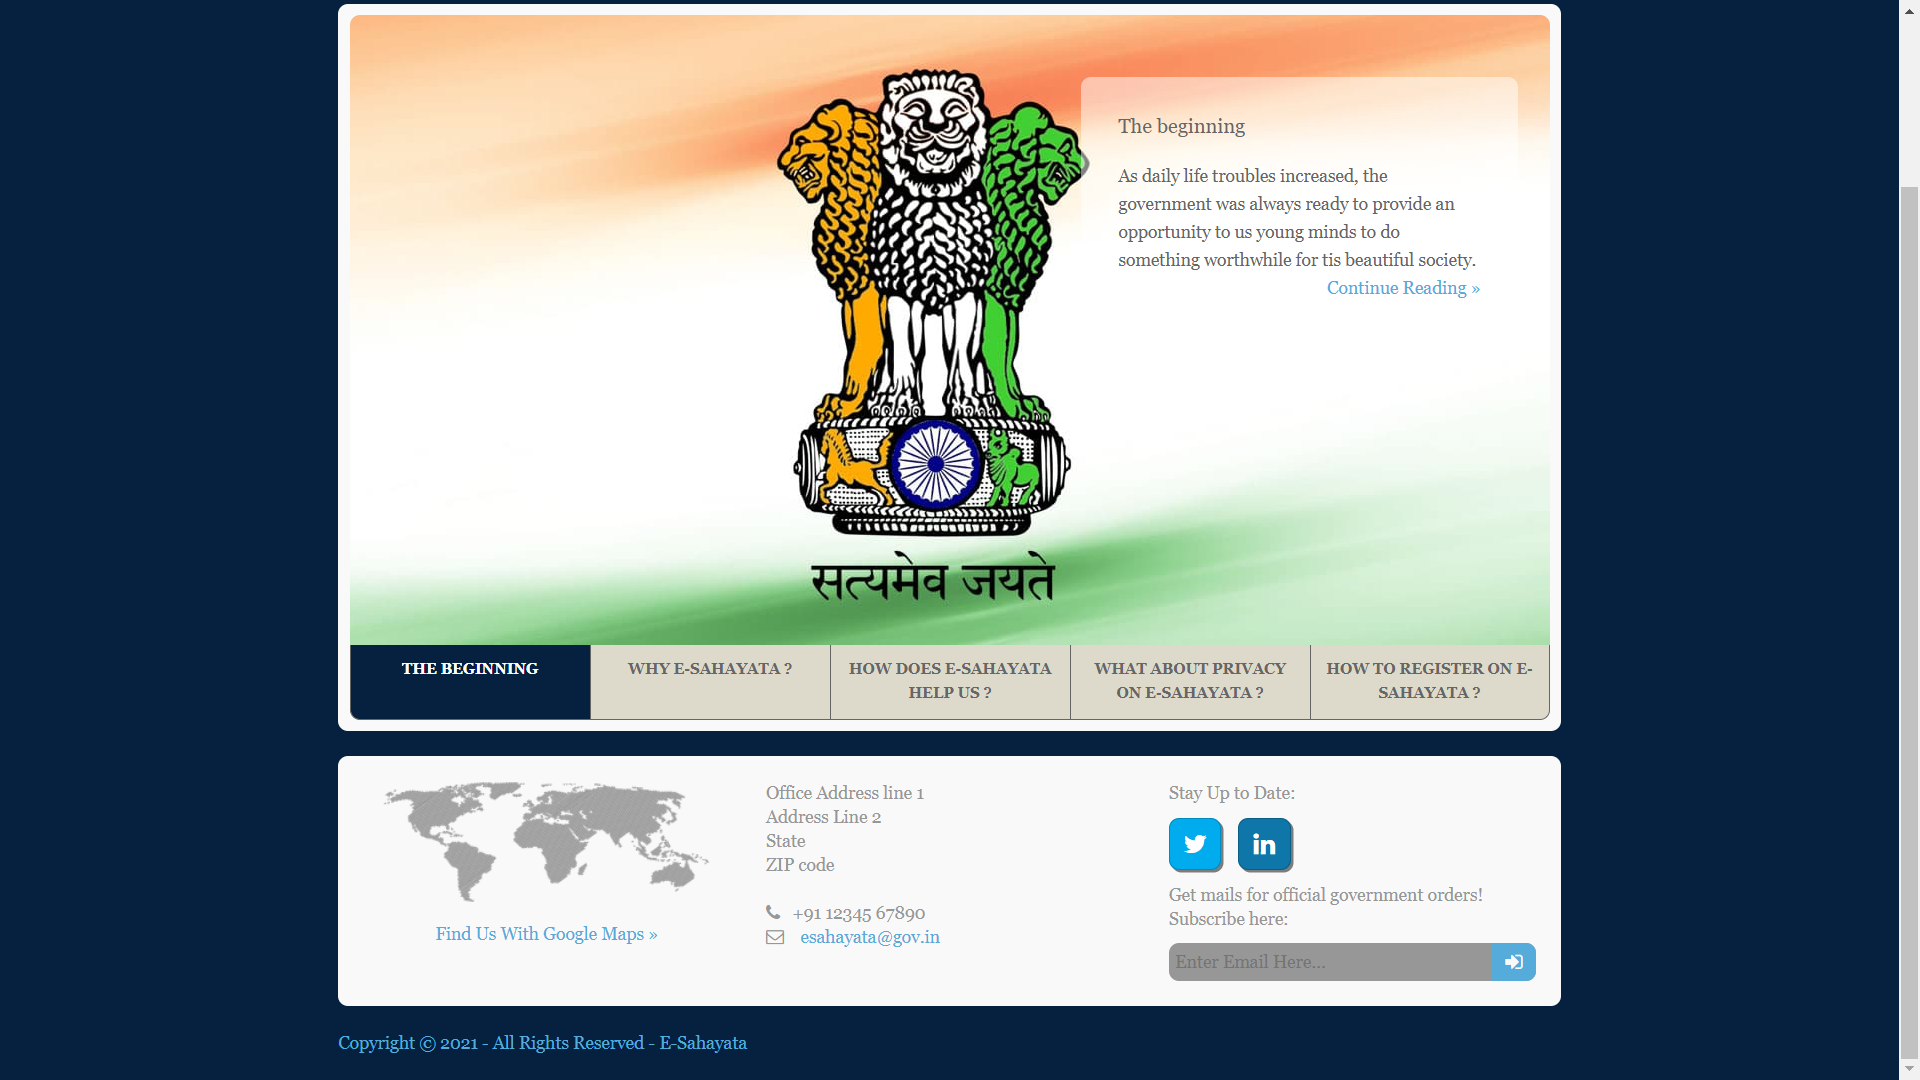 The beginning
As daily life troubles increased, the
government was always ready to provide an
opportunity to us young minds to do
something worthwhile for tis beautiful society.
Continue Reading »
सत्यमेव जयते
THE BEGINNING
WHY E-SAHAYATA ?
HOW DOES E-SAHAYATA
HELP US ?
WHAT ABOUT PRIVACY
ON E-SAHAYATA ?
HOW TO REGISTER ON E-
SAHAYATA ?
Find Us With Google Maps »
Office Address line 1
Address Line 2
State
ZIP code
+91 12345 67890
esahayata@gov.in
Stay Up to Date:
in
Get mails for official government orders!
Subscribe here:
Enter Email Here...
Copyright © 2021 - All Rights Reserved - E-Sahayata